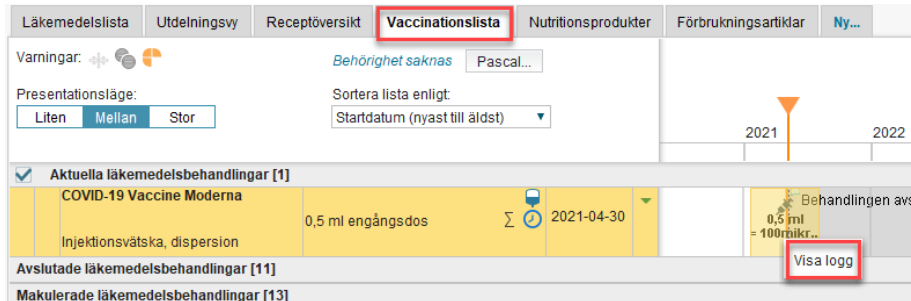 Läkemedelslista Utdelningsvy Receptöversikt Vaccinationslista Nutritionsprodukter Förbrukningsartiklar Ny...
Varningar: Behörighet saknas Pascal...
Presentationsläge: Sortera lista enligt:
Liten Mellan Stor Startdatum (nyast till äldst)
2021 2022
Aktuella läkemedelsbehandlingar [1]
COVID-19 Vaccine Moderna
Behandlingen avs
0,5 ml engångsdos Σ 2021-04-30 0,5 ml
= 100mikr..
Injektionsvätska, dispersion
Visa logg
Avslutade läkemedelsbehandlingar [11]
Makulerade läkemedelsbehandlingar [13]